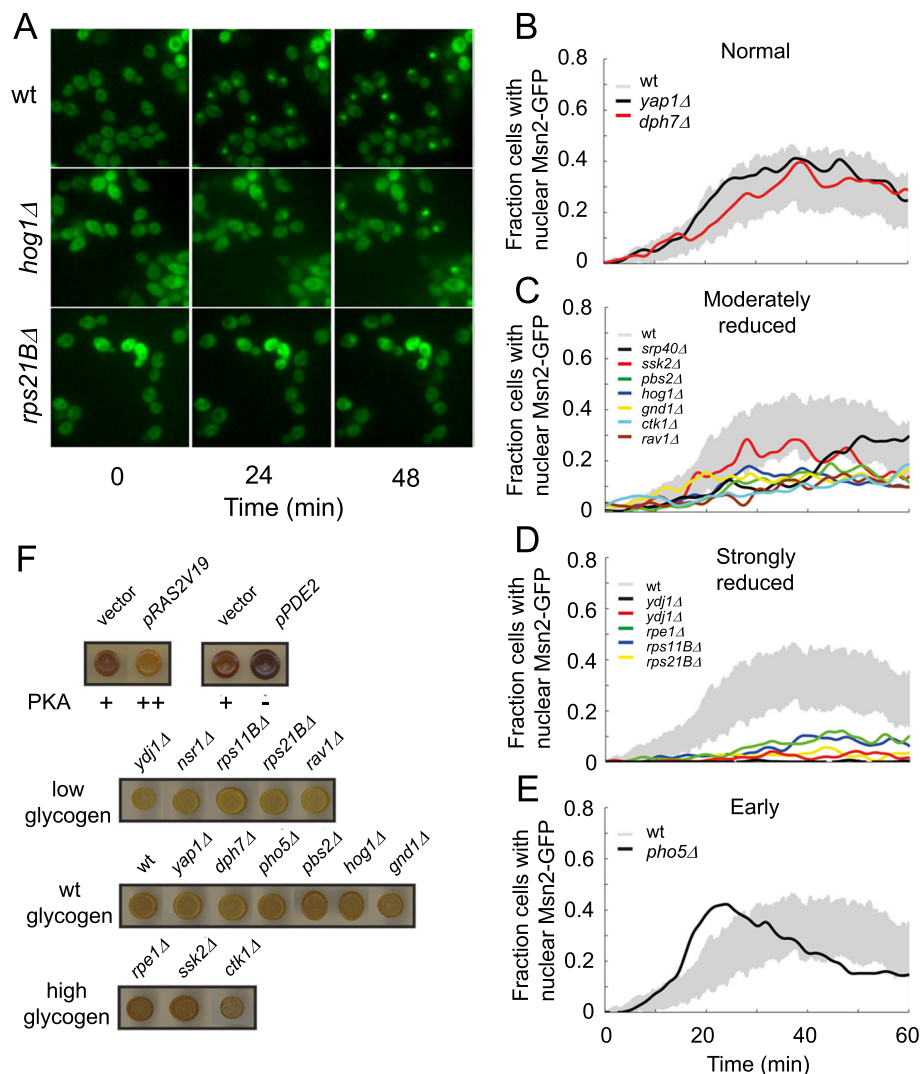 A
wt
hog1Δ
rps21BΔ
0 24 48
Time (min)
B
Normal
Fraction cells with
nuclear Msn2-GFP
0.8
0.6
0.4
0.2
0
wt
yap1Δ
dph7Δ
C
Moderately
reduced
Fraction cells with
nuclear Msn2-GFP
0.8
0.6
0.4
0.2
0
wt
srp40Δ
ssk2Δ
pbs2Δ
hog1Δ
gnd1Δ
ctk1Δ
rav1Δ
D
Strongly
reduced
Fraction cells with
nuclear Msn2-GFP
0.8
0.6
0.4
0.2
0
wt
ydj1Δ
ydj1Δ
rpe1Δ
rps11BΔ
rps21BΔ
E
Early
Fraction cells with
nuclear Msn2-GFP
0.8
0.6
0.4
0.2
0
wt
pho5Δ
0 20 40 60
Time (min)
F
vector pRAS2V19 vector pPDE2
PKA + ++ + -
ydj1Δ nsr1Δ rps11BΔ rps21BΔ rav1Δ
low
glycogen
wt yap1Δ dph7Δ pho5Δ pbs2Δ hog1Δ gnd1Δ
wt
glycogen
rpe1Δ ssk2Δ ctk1Δ
high
glycogen